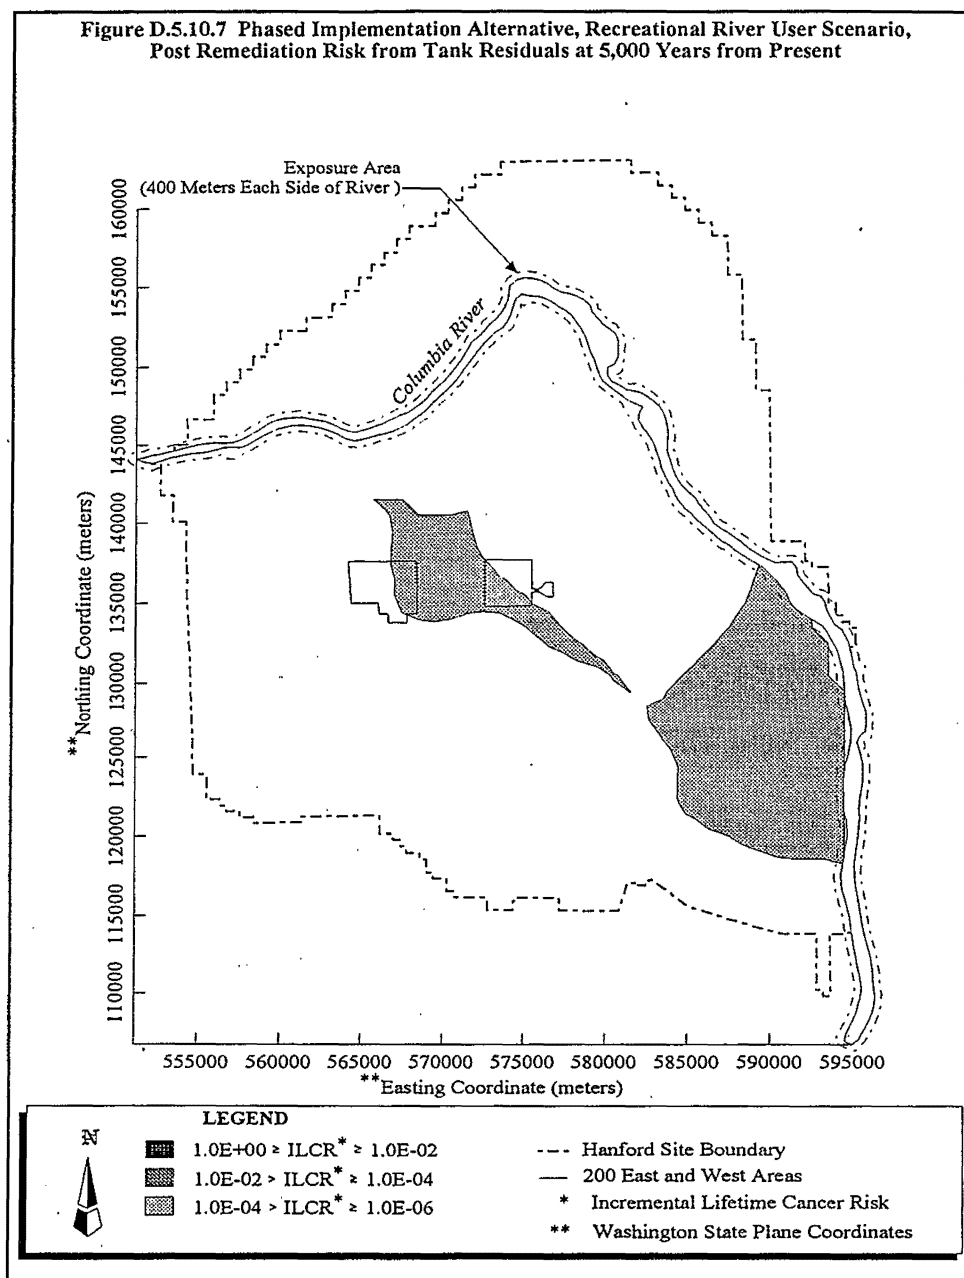 Figure D.5.10.7 Phased Implementation Alternative, Recreational River User Scenario,
Post Remediation Risk from Tank Residuals at 5,000 Years from Present
Exposure Area
(400 Meters Each Side of River )
Columbia River
**Northing Coordinate (meters)
160000
155000
150000
145000
140000
135000
130000
125000
120000
115000
110000
555000 560000 565000 570000 575000 580000 585000 590000 595000
**Easting Coordinate (meters)
LEGEND
N
1.0E+00 ≥ ILCR* ≥ 1.0E-02
1.0E-02 > ILCR* ≥ 1.0E-04
1.0E-04 > ILCR* ≥ 1.0E-06
Hanford Site Boundary
200 East and West Areas
* Incremental Lifetime Cancer Risk
** Washington State Plane Coordinates